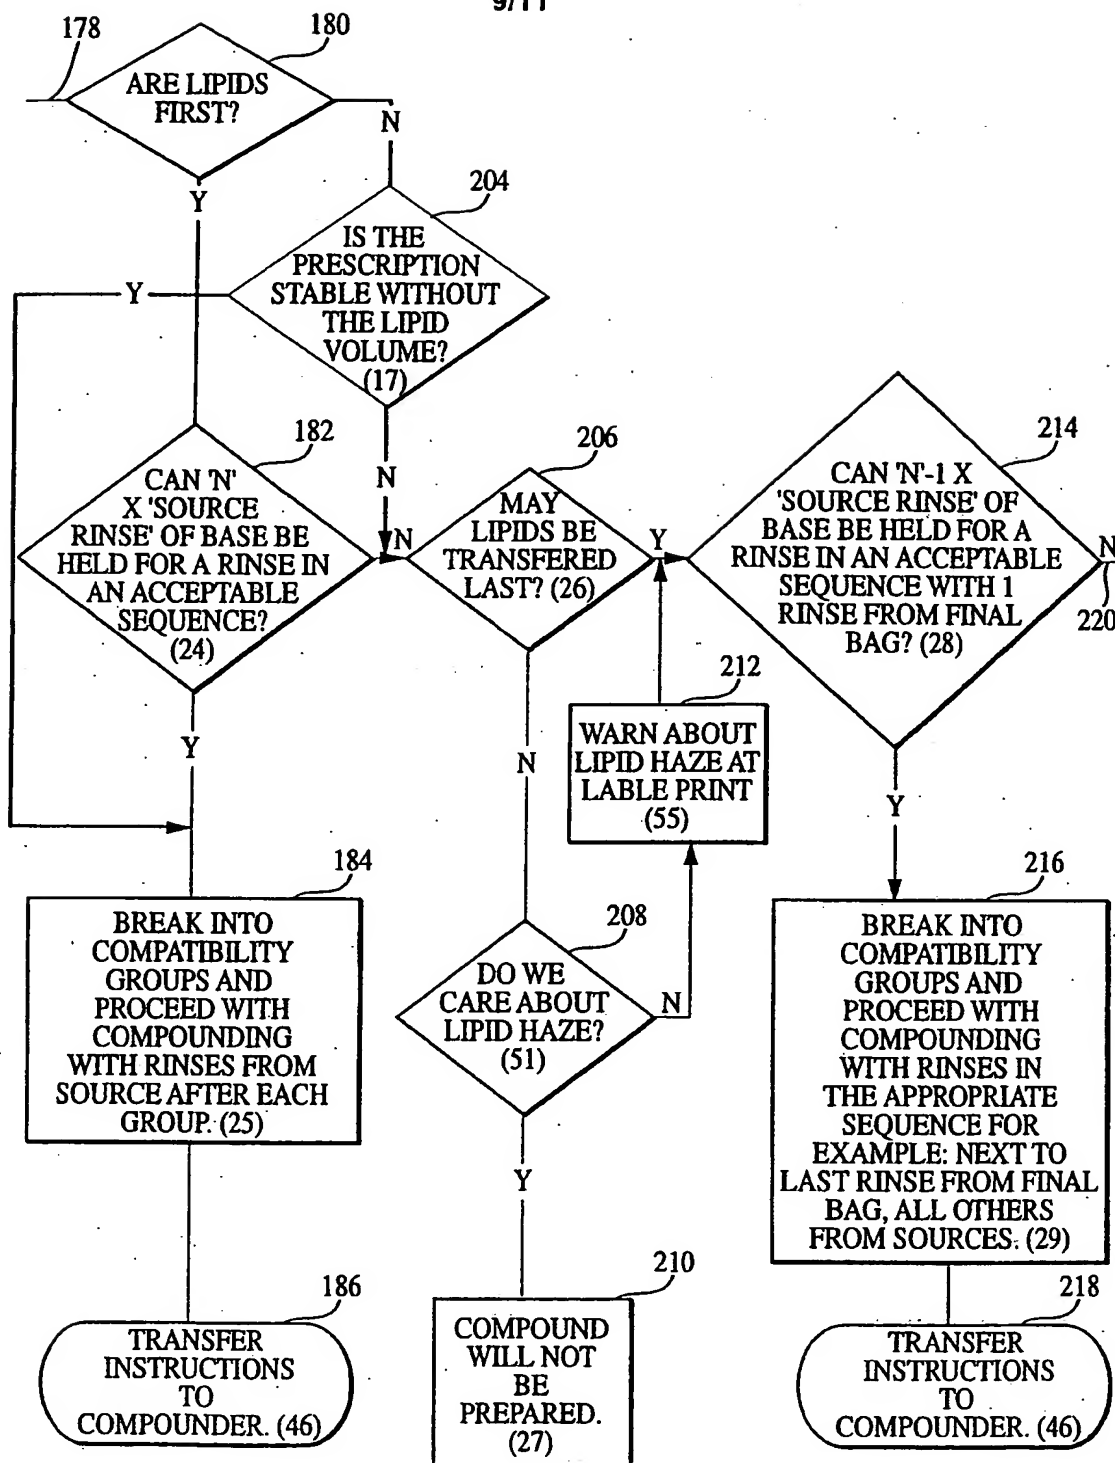 9/11
178
180
ARE LIPIDS
FIRST?
N
Y
204
IS THE
PRESCRIPTION
STABLE WITHOUT
THE LIPID
VOLUME?
(17)
Y
N
182
CAN 'N'
X 'SOURCE
RINSE' OF BASE BE
HELD FOR A RINSE IN
AN ACCEPTABLE
SEQUENCE?
(24)
N
Y
206
MAY
LIPIDS BE
TRANSFERED
LAST? (26)
Y
N
214
CAN 'N'-1 X
'SOURCE RINSE' OF
BASE BE HELD FOR A
RINSE IN AN ACCEPTABLE
SEQUENCE WITH 1
RINSE FROM FINAL
BAG? (28)
N
220
Y
212
WARN ABOUT
LIPID HAZE AT
LABLE PRINT
(55)
184
BREAK INTO
COMPATIBILITY
GROUPS AND
PROCEED WITH
COMPOUNDING
WITH RINSES FROM
SOURCE AFTER EACH
GROUP. (25)
208
DO WE
CARE ABOUT
LIPID HAZE?
(51)
N
Y
216
BREAK INTO
COMPATIBILITY
GROUPS AND
PROCEED WITH
COMPOUNDING
WITH RINSES IN
THE APPROPRIATE
SEQUENCE FOR
EXAMPLE: NEXT TO
LAST RINSE FROM FINAL
BAG, ALL OTHERS
FROM SOURCES. (29)
186
TRANSFER
INSTRUCTIONS
TO
COMPOUNDER. (46)
210
COMPOUND
WILL NOT
BE
PREPARED.
(27)
218
TRANSFER
INSTRUCTIONS
TO
COMPOUNDER. (46)